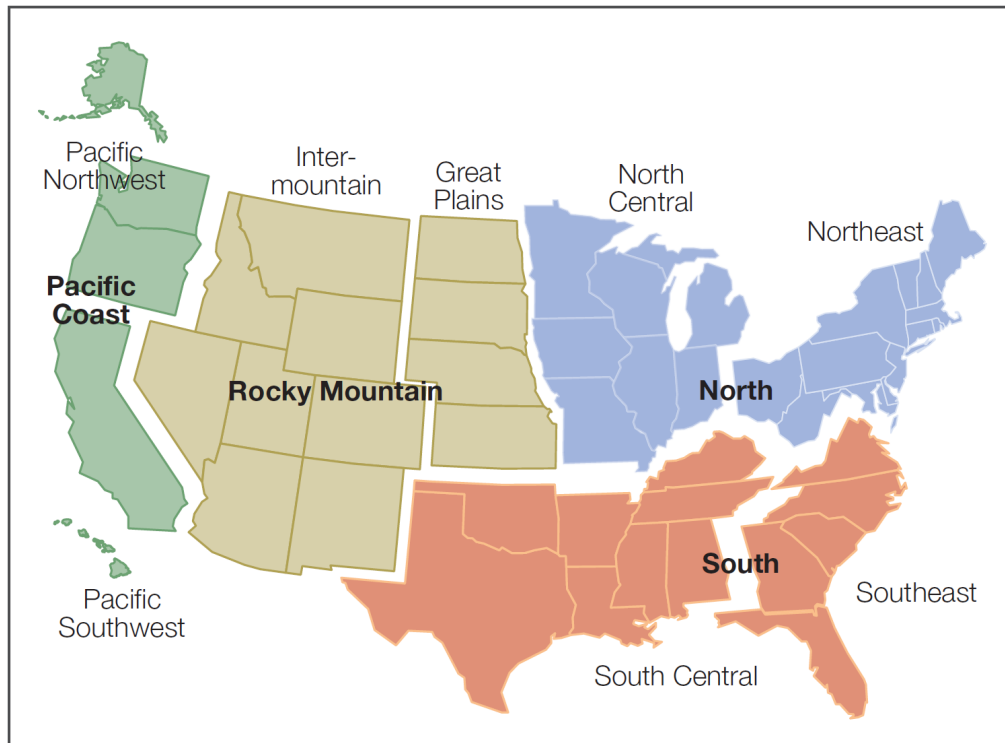 Pacific
Northwest
Inter-
mountain
Great
Plains
North
Central
Northeast
Pacific
Coast
Rocky Mountain
North
South
Pacific
Southwest
Southeast
South Central